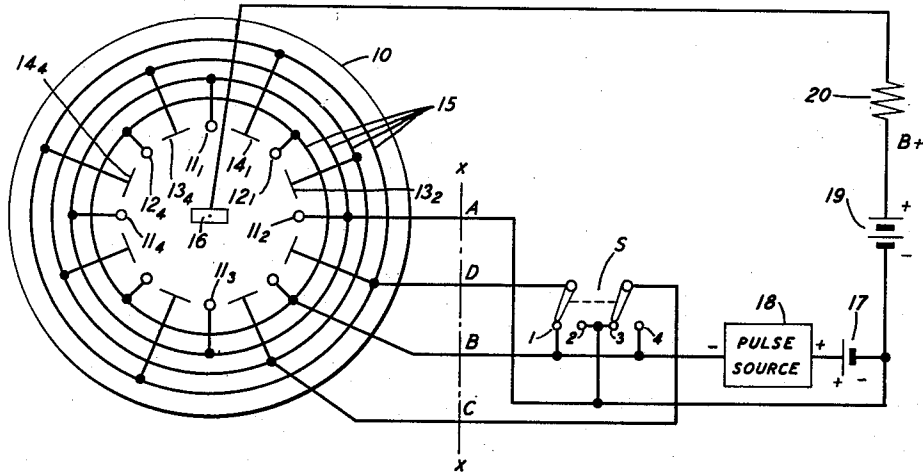 10
14₄
15
20
B+
12₄
13₄
11₁
14₁
12₁
13₂
x
A
11₂
16
11₄
19
+
-
S
D
11₃
18
17
1
2
3
4
B
-
PULSE
SOURCE
+
+
-
C
x